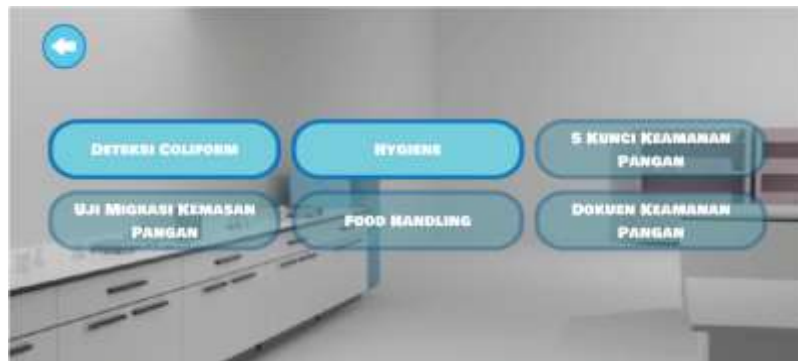 Deteksi Coliform
Hygiene
5 Kunci Keamanan
Pangan
Uji Migrasi Kemasan
Pangan
Food Handling
Dokuen Keamanan
Pangan